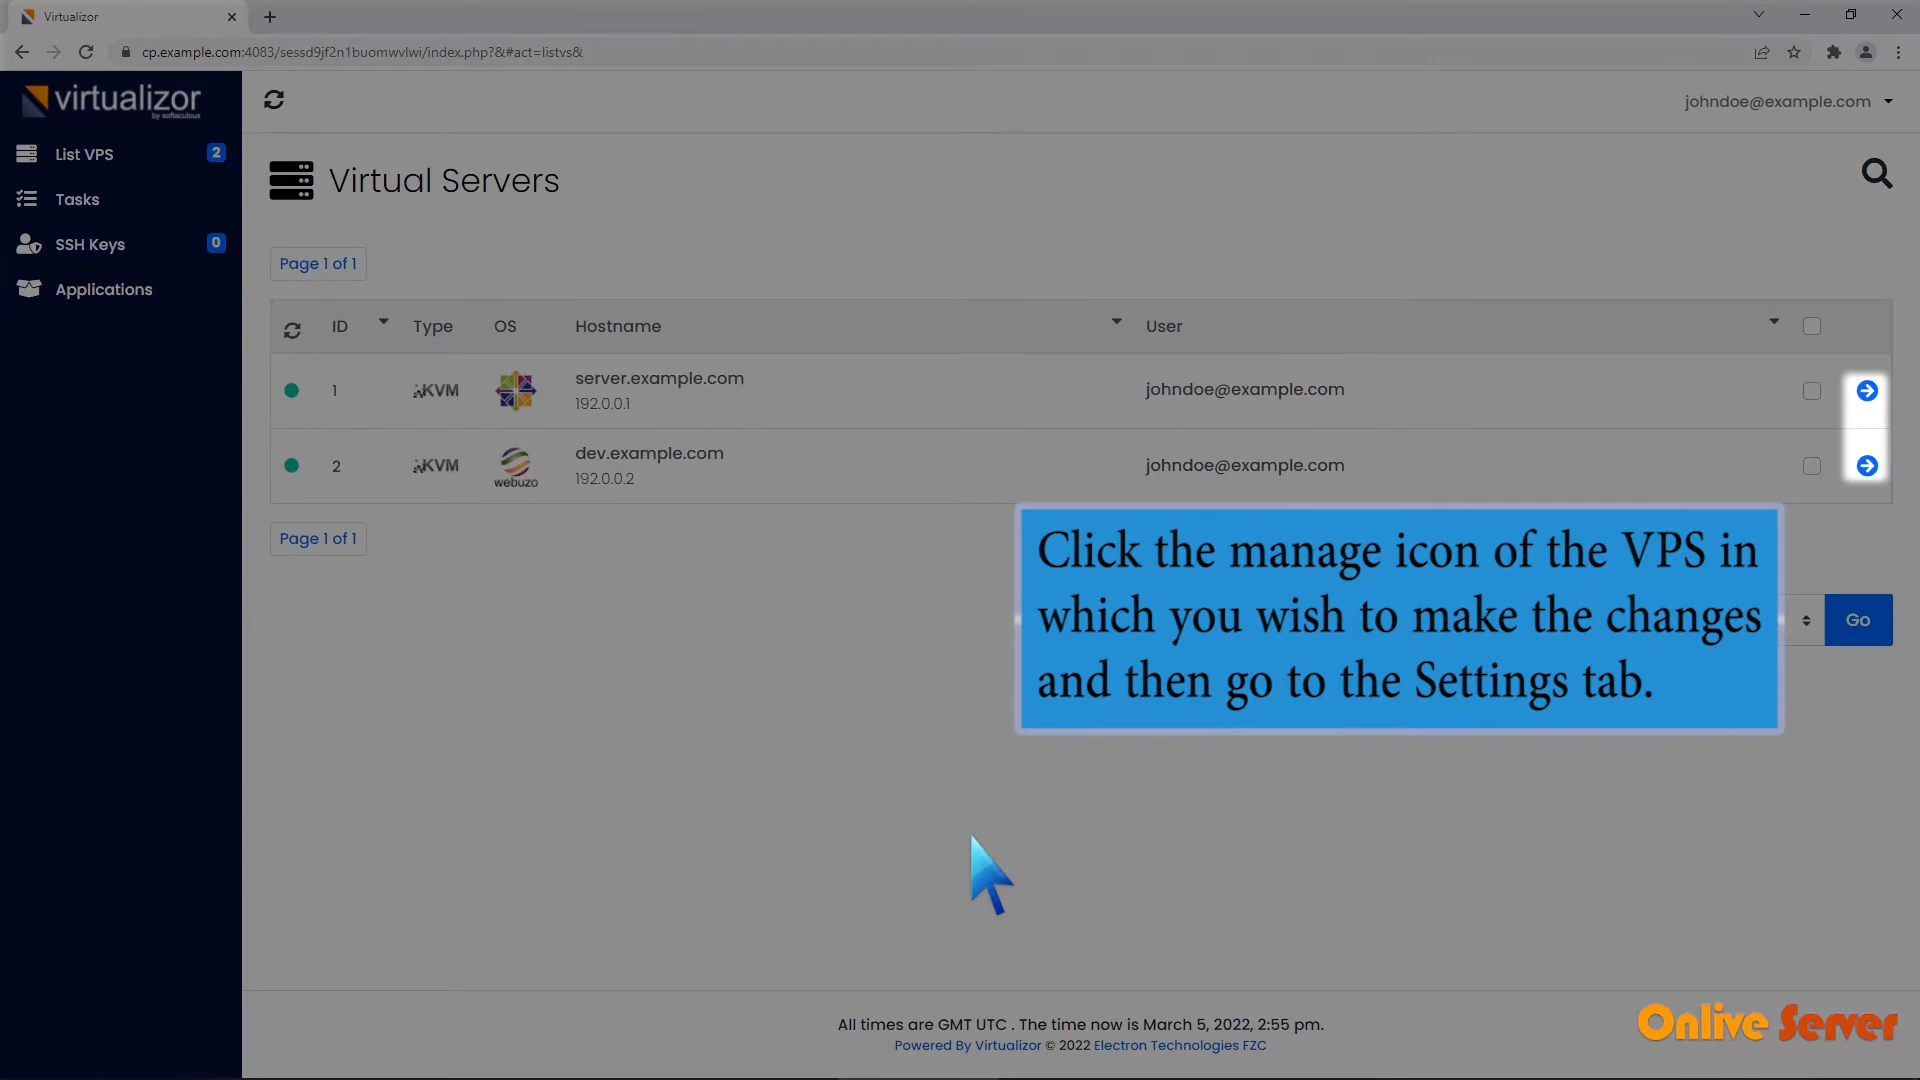 Virtualizor
cp.example.com:4083/sessd9jf2n1buomwvlwi/index.php?&#act=listvs&
virtualizor
by softaculous
johndoe@example.com
List VPS 2
Tasks
SSH Keys 0
Applications
Virtual Servers
Page 1 of 1
ID Type OS Hostname User
1 KVM server.example.com johndoe@example.com
192.0.0.1
2 KVM dev.example.com johndoe@example.com
webuzo 192.0.0.2
Page 1 of 1
Click the manage icon of the VPS in
which you wish to make the changes
and then go to the Settings tab.
Go
All times are GMT UTC . The time now is March 5, 2022, 2:55 pm.
Powered By Virtualizor © 2022 Electron Technologies FZC
Onlive Server